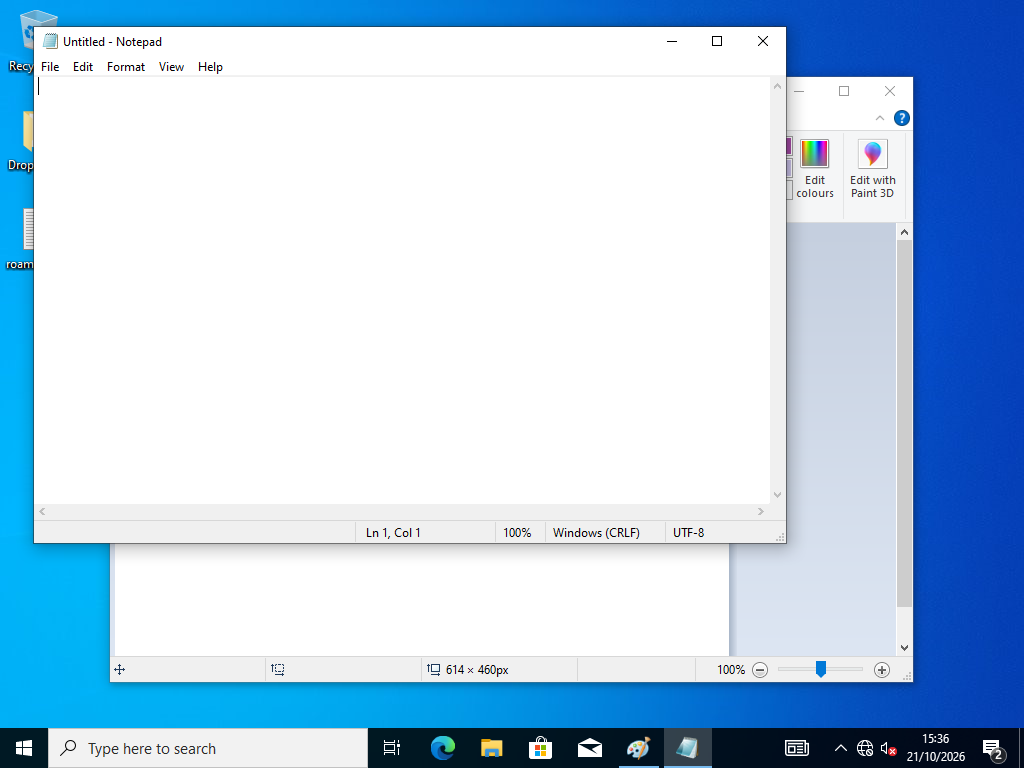 Untitled - Notepad
File Edit Format View Help
Edit colours
Edit with Paint 3D
Ln 1, Col 1
100%
Windows (CRLF)
UTF-8
614 × 460px
100%
Type here to search
15:36
21/10/2026
2